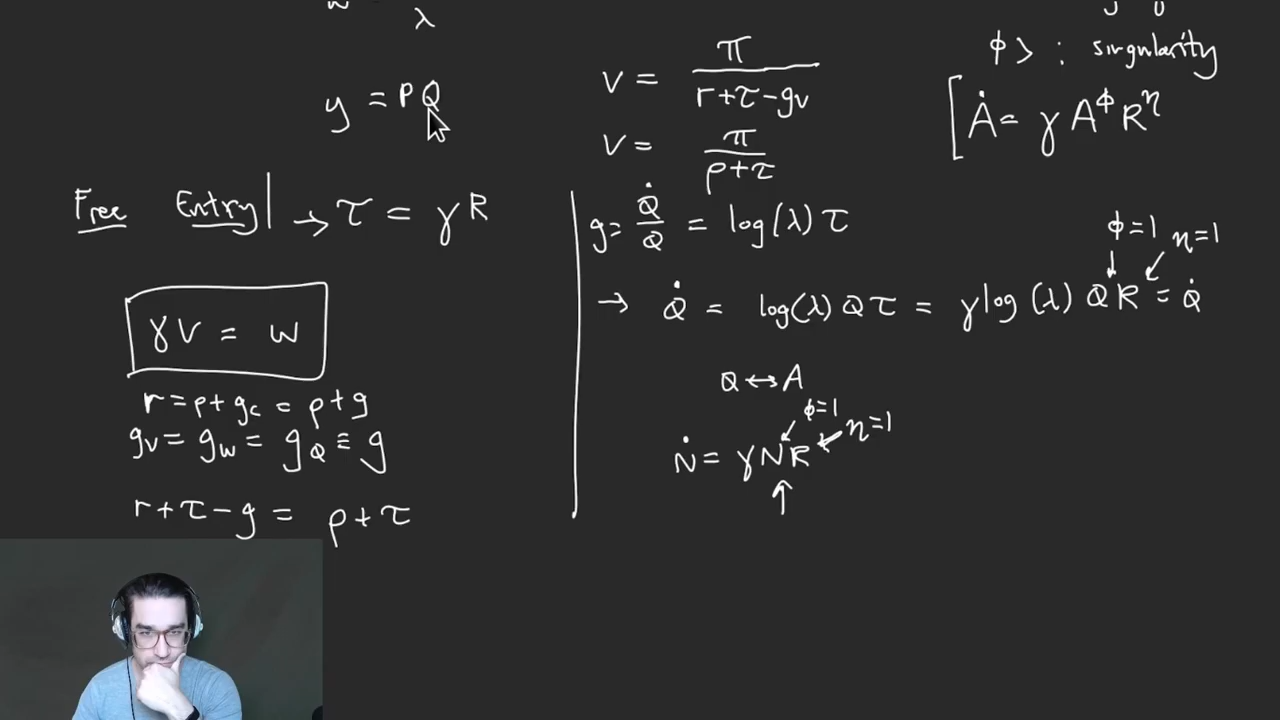 λ
y = PQ
Free Entry | → τ = γR
γV = w
r = ρ + g_c = ρ + g
g_V = g_w = g_Q ≡ g
r + τ − g = ρ + τ
V = π / (r + τ − g_V)
V = π / (ρ + τ)
g = Q̇/Q = log(λ) τ
→ Q̇ = log(λ) Q τ = γ log(λ) Q R = Q̇
φ=1 η=1
Q ↔ A
φ=1
η=1
Ṅ = γ N R
↑
φ > : singularity
[Ȧ = γ A^φ R^η